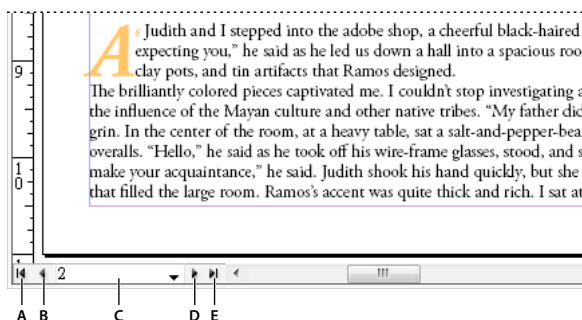 As Judith and I stepped into the adobe shop, a cheerful black-haired
expecting you,” he said as he led us down a hall into a spacious roo
clay pots, and tin artifacts that Ramos designed.
The brilliantly colored pieces captivated me. I couldn’t stop investigating a
the influence of the Mayan culture and other native tribes. “My father did
grin. In the center of the room, at a heavy table, sat a salt-and-pepper-bea
overalls. “Hello,” he said as he took off his wire-frame glasses, stood, and s
make your acquaintance,” he said. Judith shook his hand quickly, but she
that filled the large room. Ramos’s accent was quite thick and rich. I sat at
9
10
2
A B C D E